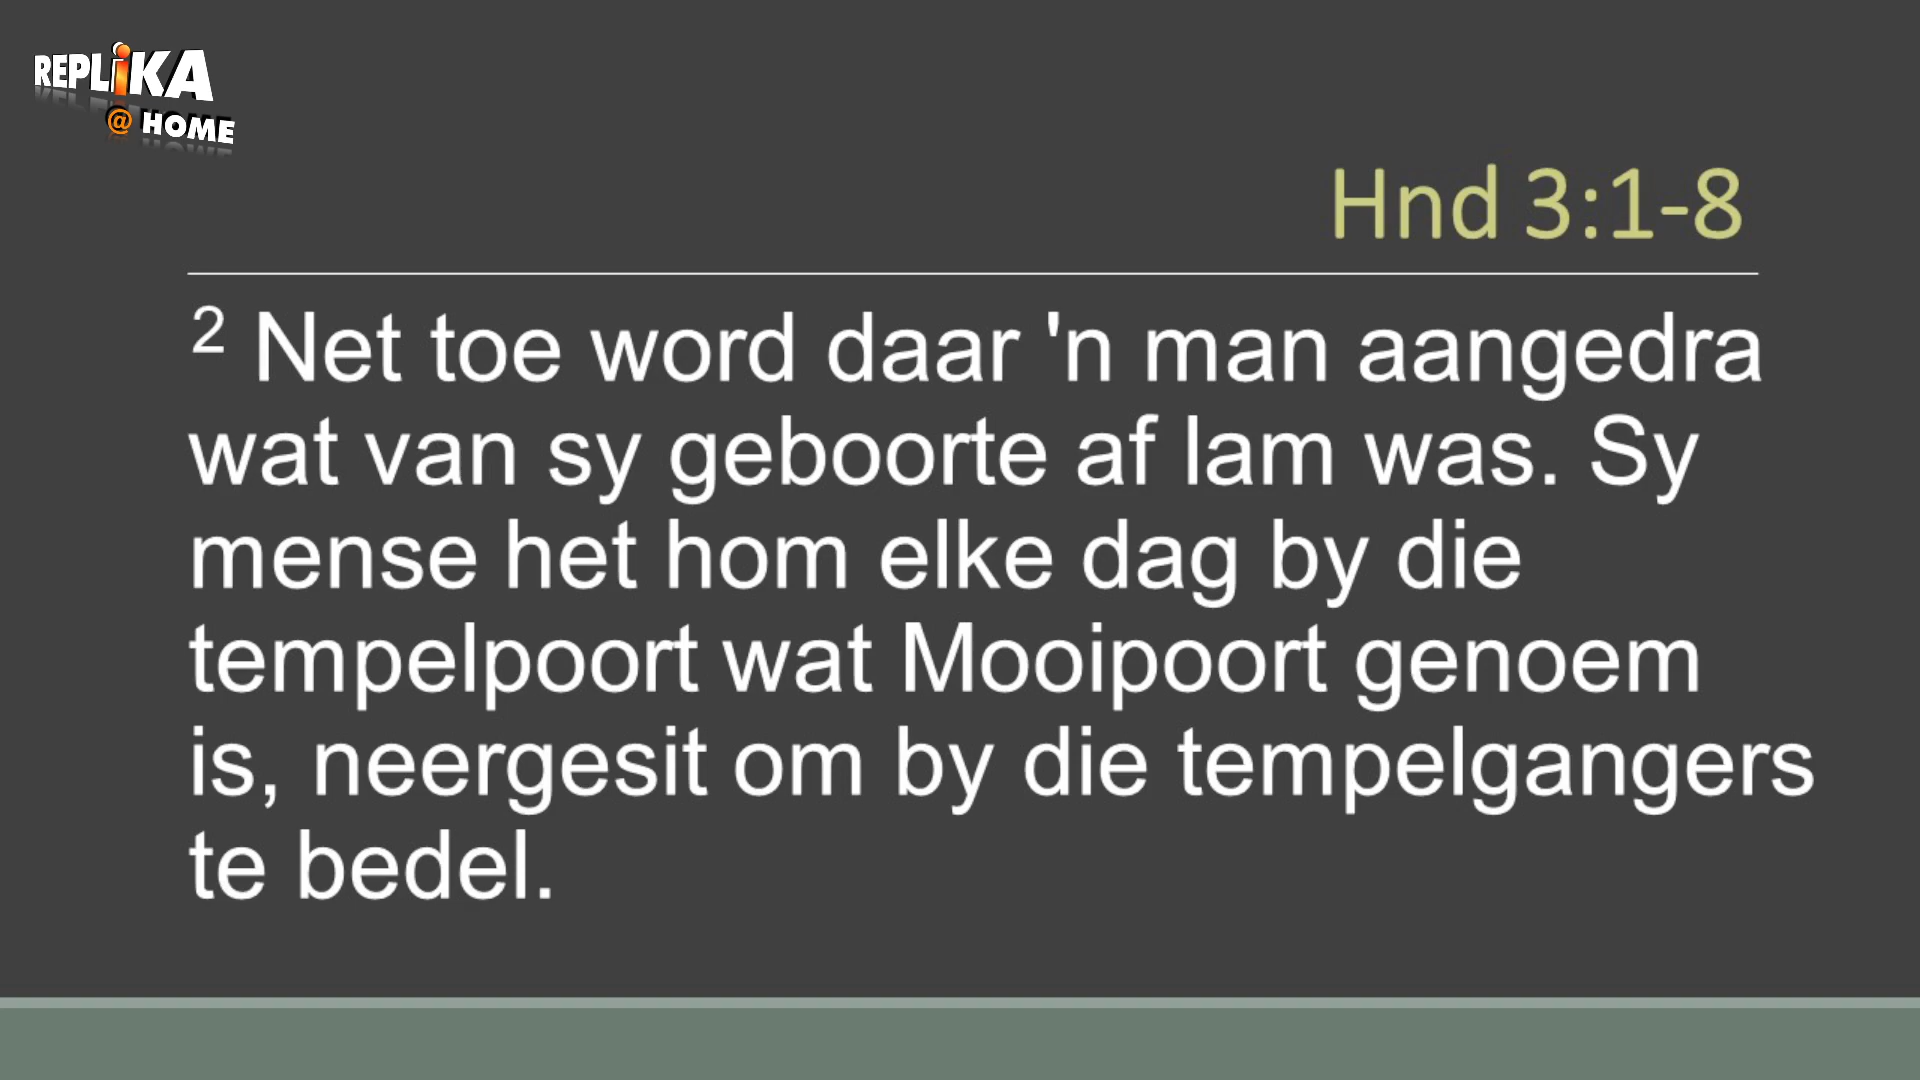 REPLiKA
@ HOME
Hnd 3:1-8
2 Net toe word daar 'n man aangedra
wat van sy geboorte af lam was. Sy
mense het hom elke dag by die
tempelpoort wat Mooipoort genoem
is, neergesit om by die tempelgangers
te bedel.